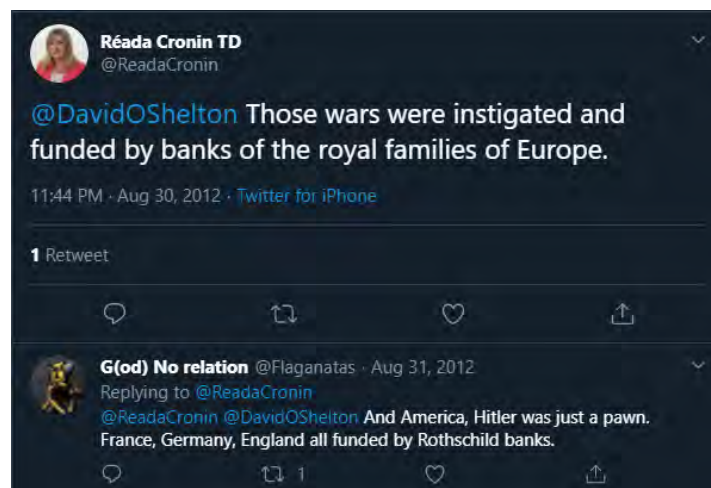 Réada Cronin TD
@ReadaCronin
@DavidOShelton Those wars were instigated and
funded by banks of the royal families of Europe.
11:44 PM · Aug 30, 2012 · Twitter for iPhone
1 Retweet
G(od) No relation @Flaganatas · Aug 31, 2012
Replying to @ReadaCronin
@ReadaCronin @DavidOShelton And America, Hitler was just a pawn.
France, Germany, England all funded by Rothschild banks.
1